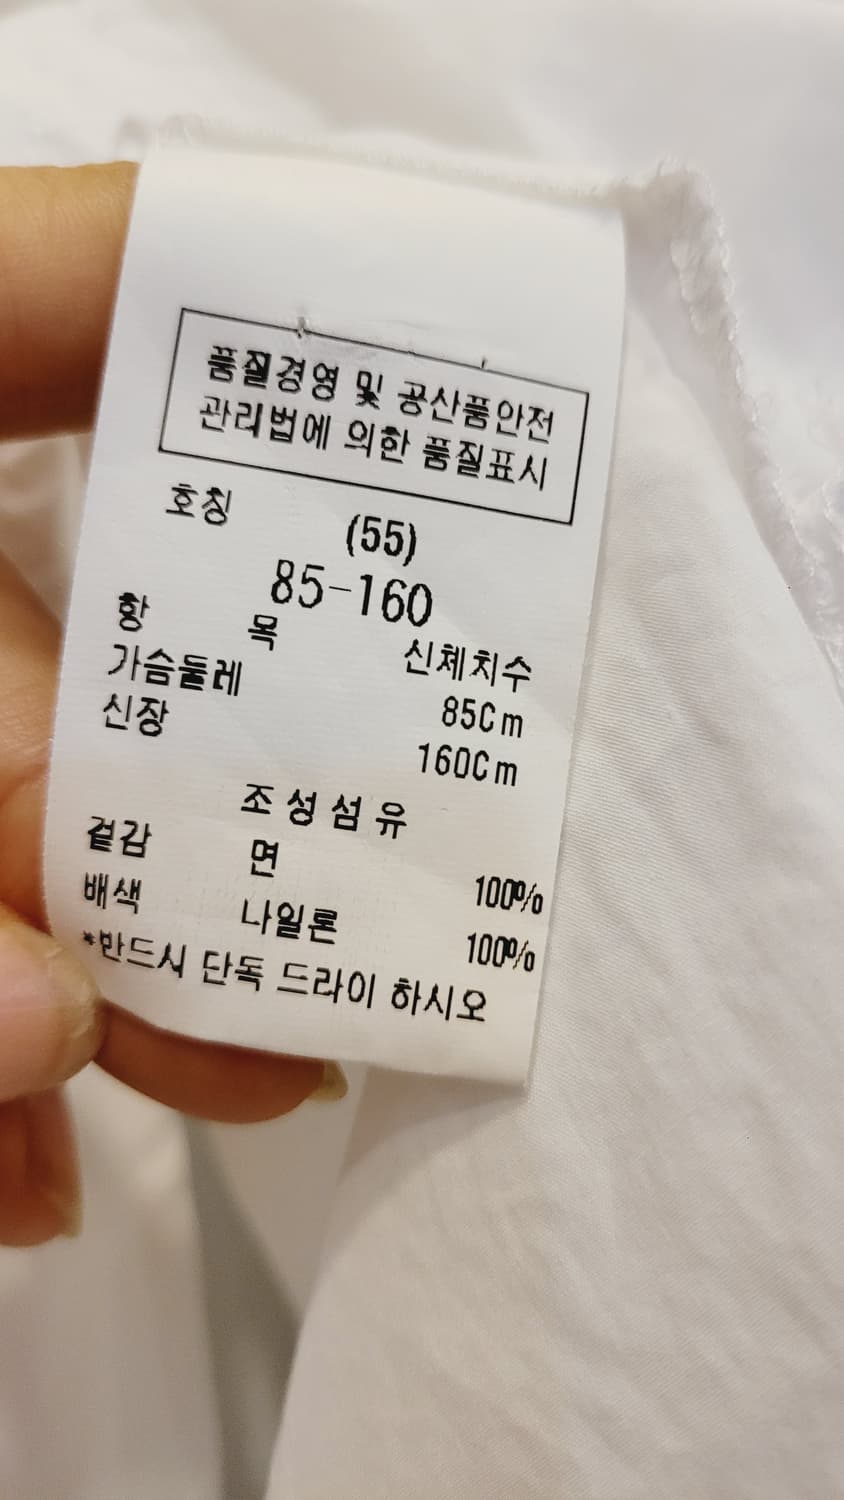 품질경영 및 공산품안전
관리법에 의한 품질표시
호칭 (55)
85-160
항 목 신체치수
가슴둘레 85Cm
신장 160Cm
조성섬유
겉감 면 100%
배색 나일론 100%
*반드시 단독 드라이 하시오